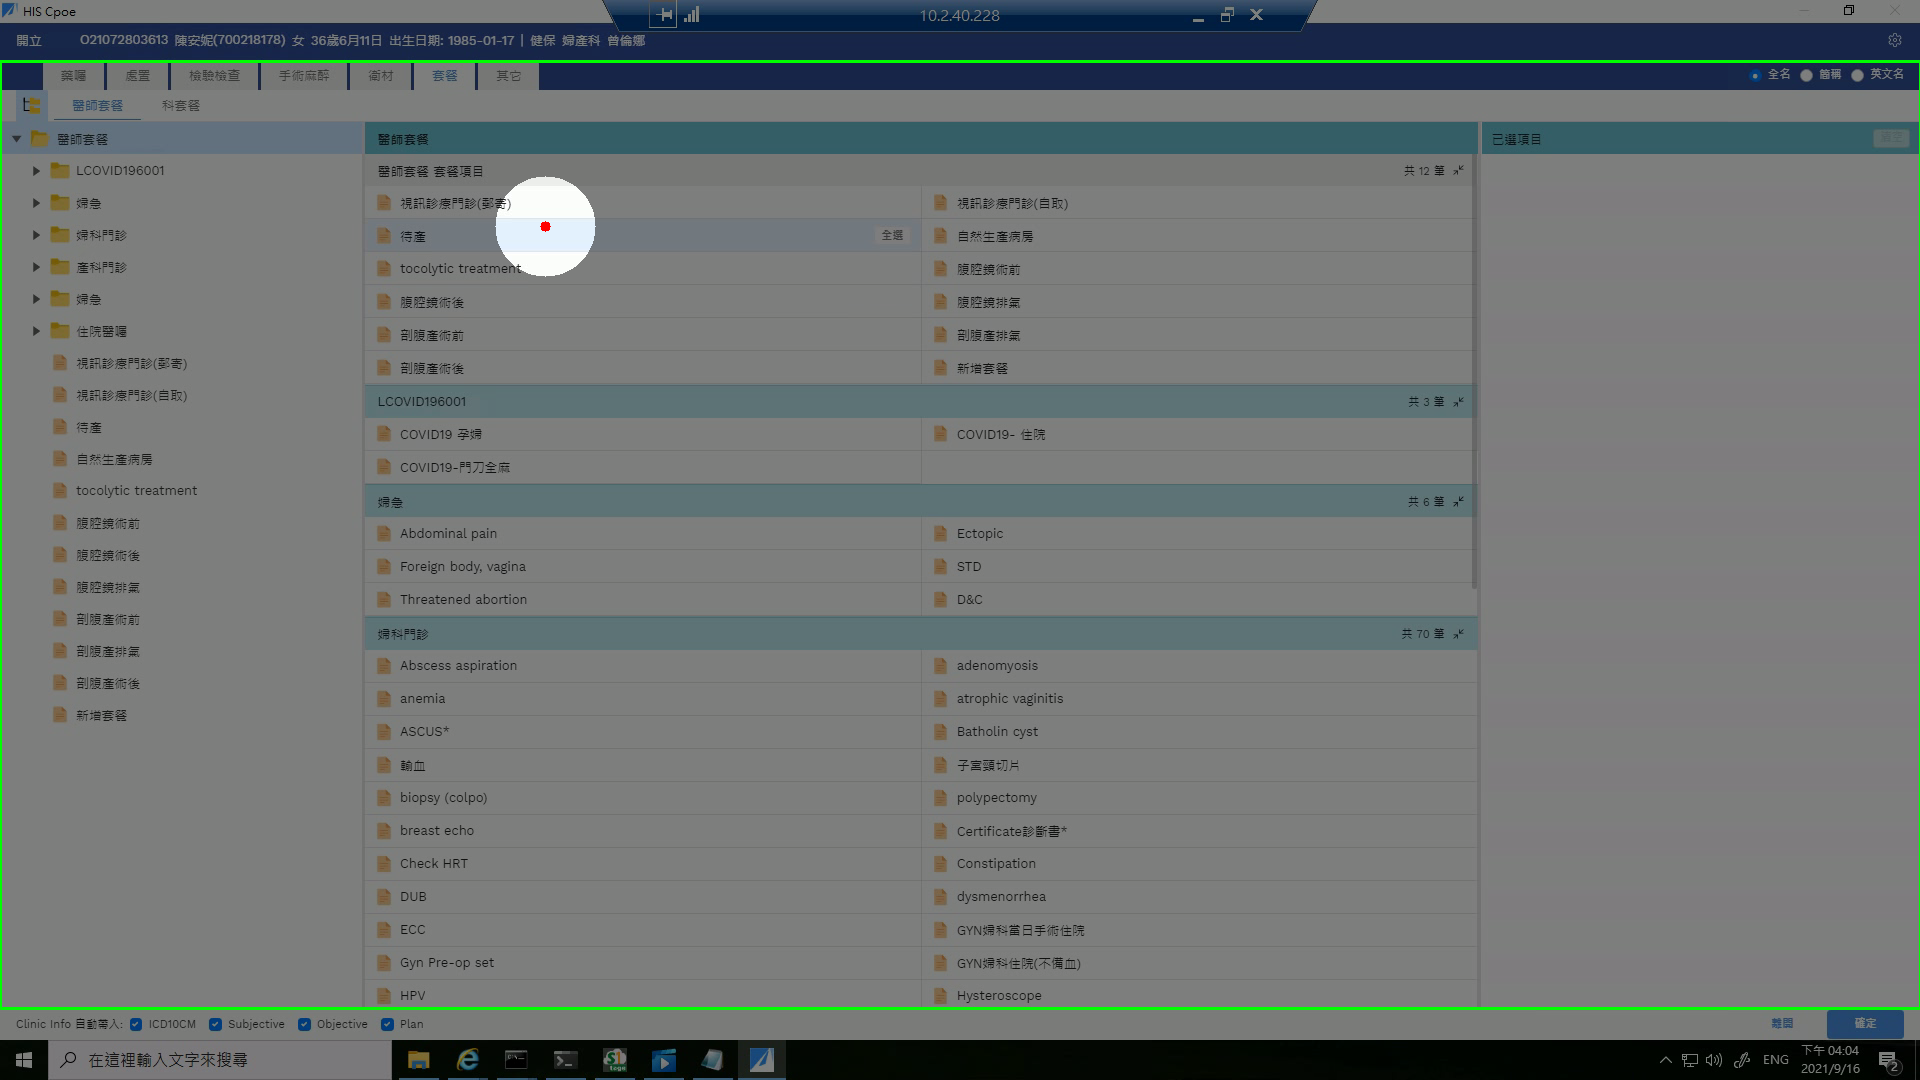 HIS Cpoe
10.2.40.228
開立 O21072803613 陳安妮(700218178) 女 36歲6月11日 出生日期: 1985-01-17 | 健保 婦產科 曾倫娜
藥囑 處置 檢驗檢查 手術麻醉 衛材 套餐 其它 全名 簡稱 英文名
醫師套餐 科套餐
醫師套餐
LCOVID196001
婦急
婦科門診
產科門診
婦急
住院醫囑
視訊診療門診(郵寄)
視訊診療門診(自取)
待產
自然生產病房
tocolytic treatment
腹腔鏡術前
腹腔鏡術後
腹腔鏡排氣
剖腹產術前
剖腹產排氣
剖腹產術後
新增套餐
醫師套餐
醫師套餐 套餐項目 共 12 筆
視訊診療門診(郵寄) 視訊診療門診(自取)
待產 全選 自然生產病房
tocolytic treatment 腹腔鏡術前
腹腔鏡術後 腹腔鏡排氣
剖腹產術前 剖腹產排氣
剖腹產術後 新增套餐
LCOVID196001 共 3 筆
COVID19 孕婦 COVID19- 住院
COVID19-門刀全麻
婦急 共 6 筆
Abdominal pain Ectopic
Foreign body, vagina STD
Threatened abortion D&C
婦科門診 共 70 筆
Abscess aspiration adenomyosis
anemia atrophic vaginitis
ASCUS* Batholin cyst
輸血 子宮頸切片
biopsy (colpo) polypectomy
breast echo Certificate診斷書*
Check HRT Constipation
DUB dysmenorrhea
ECC GYN婦科當日手術住院
Gyn Pre-op set GYN婦科住院(不備血)
HPV Hysteroscope
已選項目
Clinic Info 自動帶入: ICD10CM Subjective Objective Plan 離開 確定
在這裡輸入文字來搜尋
ENG
下午 04:04
2021/9/16
2